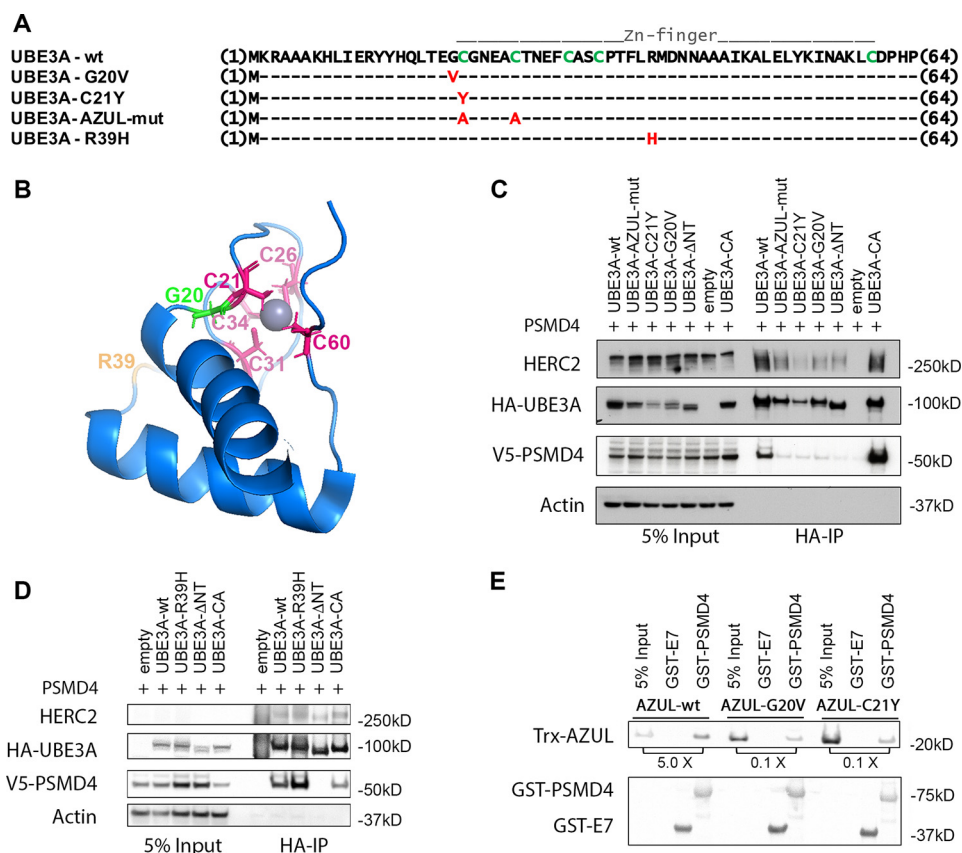 A
Zn-finger
UBE3A - wt (1)MKRAAAKHLIERYYHQLTEGCGNEACTNEFCASCPTFLRMDNNAAAIKALELYKINAKLCDPHP(64)
UBE3A - G20V (1)M-------------------V--------------------------------------------(64)
UBE3A - C21Y (1)M--------------------Y-------------------------------------------(64)
UBE3A - AZUL-mut (1)M--------------------A----A--------------------------------------(64)
UBE3A - R39H (1)M--------------------------------------H-------------------------(64)
B
C26
C21
G20
C34
C60
R39
C31
C
UBE3A-wt UBE3A-AZUL-mut UBE3A-C21Y UBE3A-G20V UBE3A-ΔNT empty UBE3A-CA UBE3A-wt UBE3A-AZUL-mut UBE3A-C21Y UBE3A-G20V UBE3A-ΔNT empty UBE3A-CA
PSMD4 + + + + + + + + + + + + + +
HERC2 -250kD
HA-UBE3A -100kD
V5-PSMD4 -50kD
Actin -37kD
5% Input HA-IP
D
empty UBE3A-wt UBE3A-R39H UBE3A-ΔNT UBE3A-CA empty UBE3A-wt UBE3A-R39H UBE3A-ΔNT UBE3A-CA
PSMD4 + + + + + + + + + +
HERC2 -250kD
HA-UBE3A -100kD
V5-PSMD4 -50kD
Actin -37kD
5% Input HA-IP
E
5% Input GST-E7 GST-PSMD4 5% Input GST-E7 GST-PSMD4 5% Input GST-E7 GST-PSMD4
AZUL-wt AZUL-G20V AZUL-C21Y
Trx-AZUL -20kD
5.0 X 0.1 X 0.1 X
GST-PSMD4 -75kD
GST-E7 -37kD